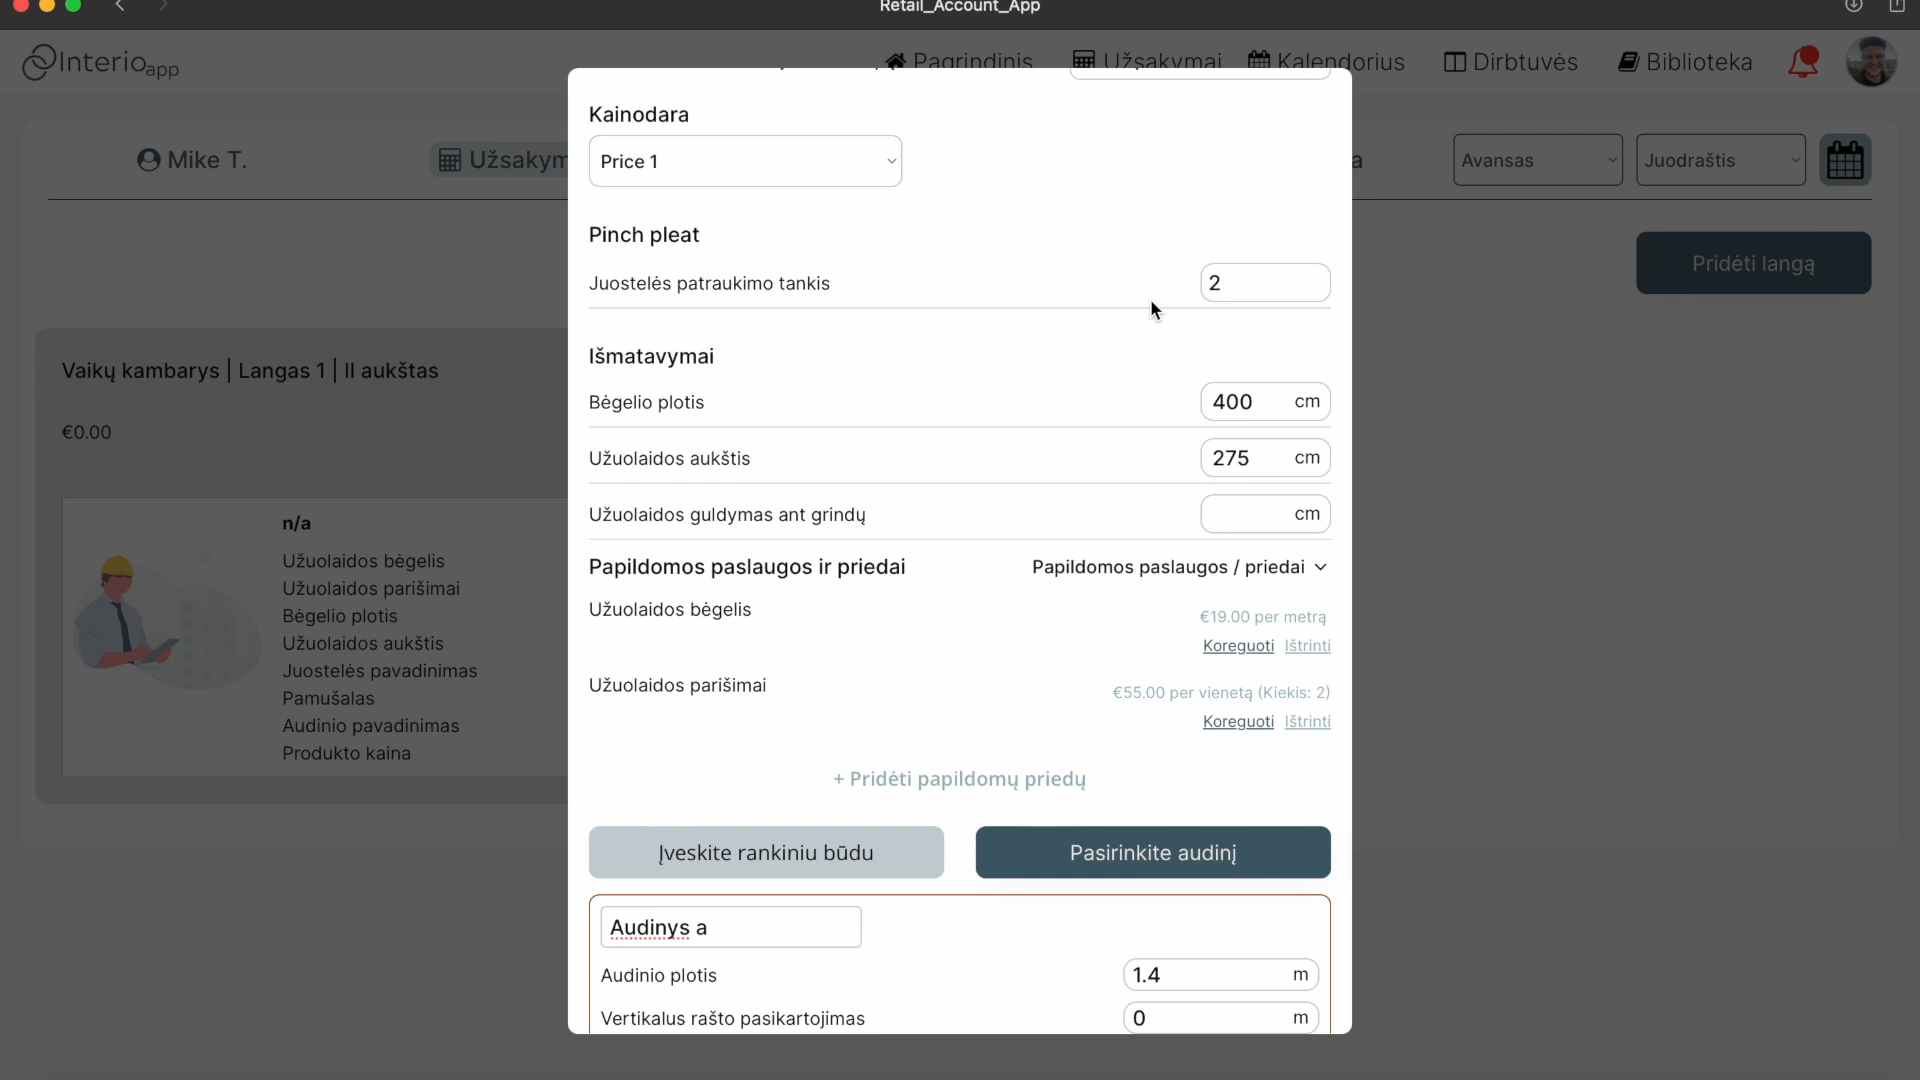 Retail_Account_App
Interioapp
Pagrindinis
Užsakymai
Kalendorius
Dirbtuvės
Biblioteka
Mike T.
Užsakym
a
Avansas
Juodraštis
Pridėti langą
Vaikų kambarys | Langas 1 | II aukštas
€0.00
n/a
Užuolaidos bėgelis
Užuolaidos parišimai
Bėgelio plotis
Užuolaidos aukštis
Juostelės pavadinimas
Pamušalas
Audinio pavadinimas
Produkto kaina
Kainodara
Price 1
Pinch pleat
Juostelės patraukimo tankis 2
Išmatavymai
Bėgelio plotis 400 cm
Užuolaidos aukštis 275 cm
Užuolaidos guldymas ant grindų cm
Papildomos paslaugos ir priedai Papildomos paslaugos / priedai
Užuolaidos bėgelis
€19.00 per metrą
Koreguoti Ištrinti
Užuolaidos parišimai
€55.00 per vienetą (Kiekis: 2)
Koreguoti Ištrinti
+ Pridėti papildomų priedų
Įveskite rankiniu būdu
Pasirinkite audinį
Audinys a
Audinio plotis 1.4 m
Vertikalus rašto pasikartojimas 0 m